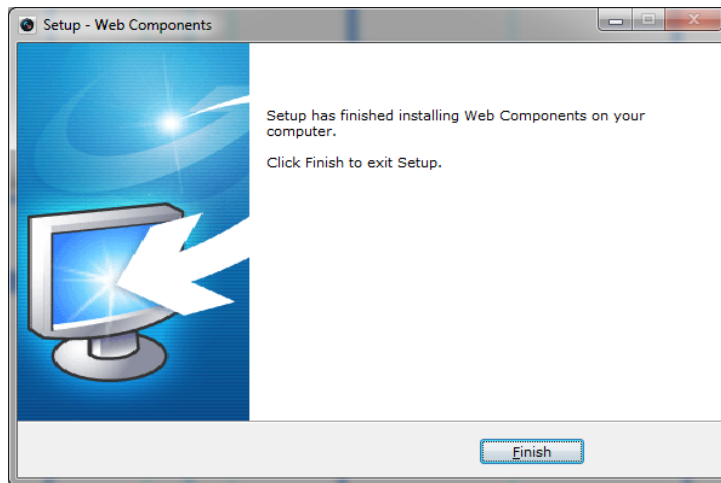 Setup - Web Components
Setup has finished installing Web Components on your
computer.
Click Finish to exit Setup.
Finish